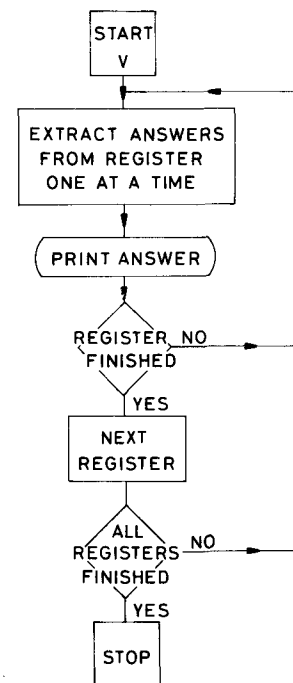 START
V
EXTRACT ANSWERS
FROM REGISTER
ONE AT A TIME
PRINT ANSWER
REGISTER
FINISHED
NO
YES
NEXT
REGISTER
ALL
REGISTERS
FINISHED
NO
YES
STOP